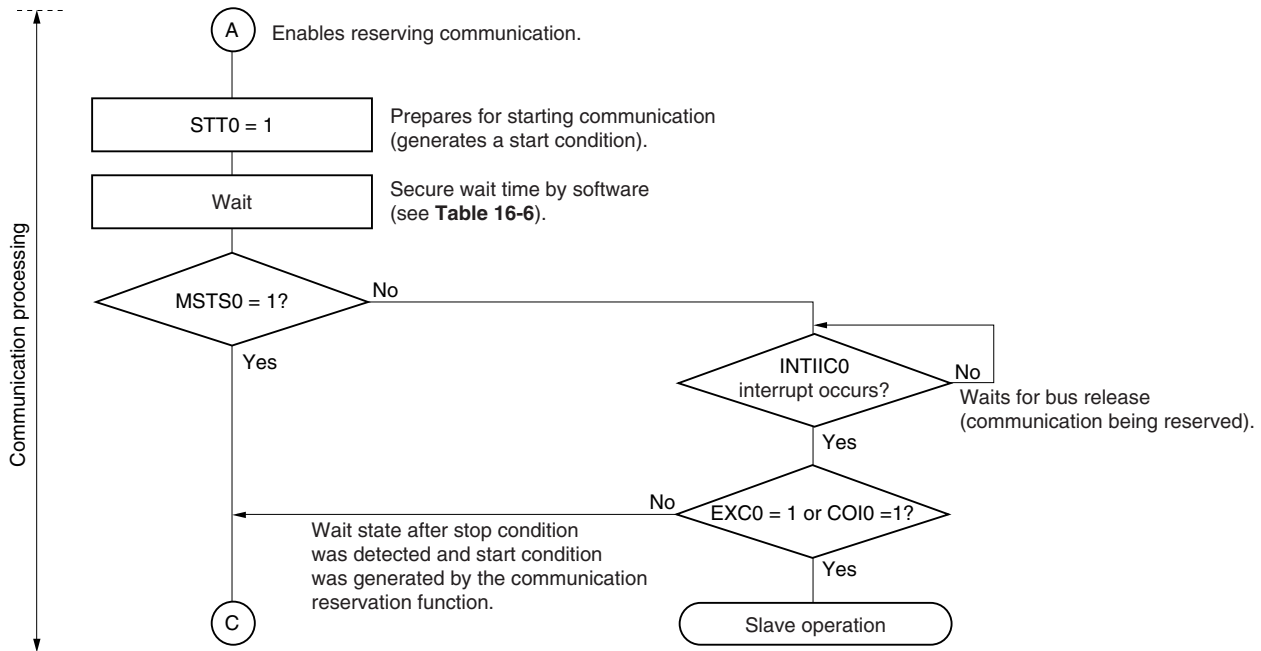 A
Enables reserving communication.
STT0 = 1
Prepares for starting communication
(generates a start condition).
Wait
Secure wait time by software
(see Table 16-6).
Communication processing
MSTS0 = 1?
No
Yes
INTIIC0
interrupt occurs?
No
Waits for bus release
(communication being reserved).
Yes
EXC0 = 1 or COI0 =1?
No
Wait state after stop condition
was detected and start condition
was generated by the communication
reservation function.
Yes
C
Slave operation